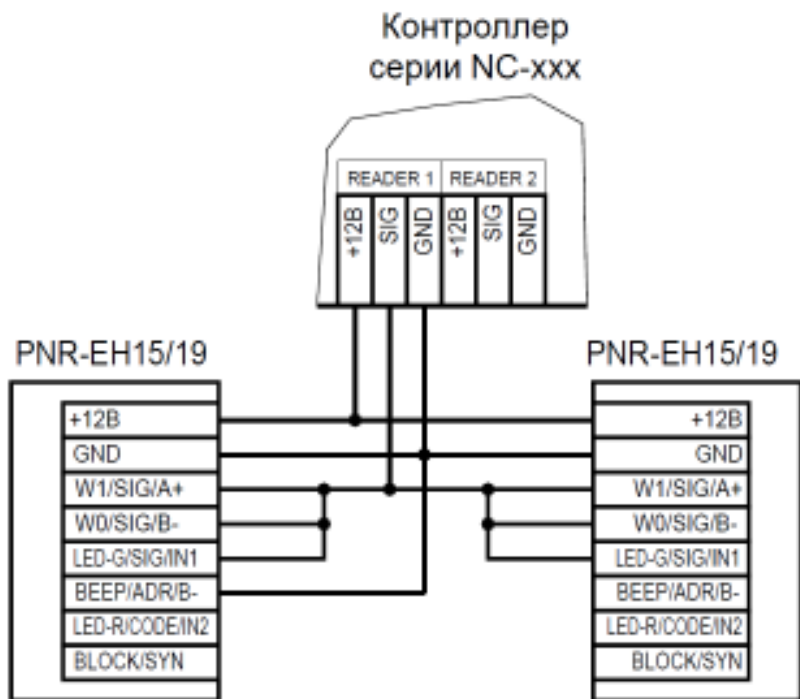 Контроллер
серии NC-xxx
READER 1 READER 2
+12В SIG GND +12В SIG GND
PNR-EH15/19
+12В
GND
W1/SIG/A+
W0/SIG/B-
LED-G/SIG/IN1
BEEP/ADR/B-
LED-R/CODE/IN2
BLOCK/SYN
PNR-EH15/19
+12В
GND
W1/SIG/A+
W0/SIG/B-
LED-G/SIG/IN1
BEEP/ADR/B-
LED-R/CODE/IN2
BLOCK/SYN